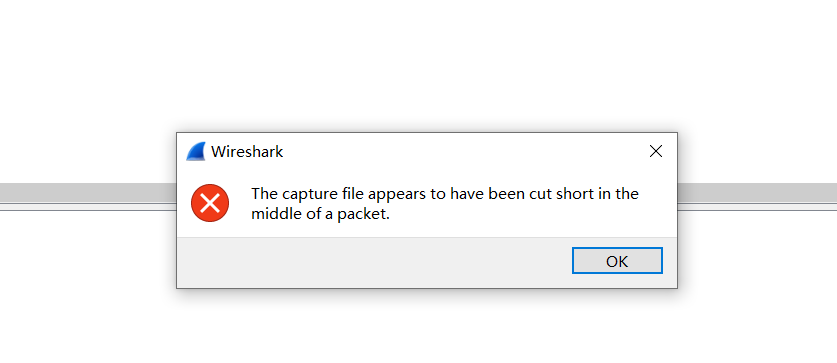 Wireshark
The capture file appears to have been cut short in the
middle of a packet.
OK